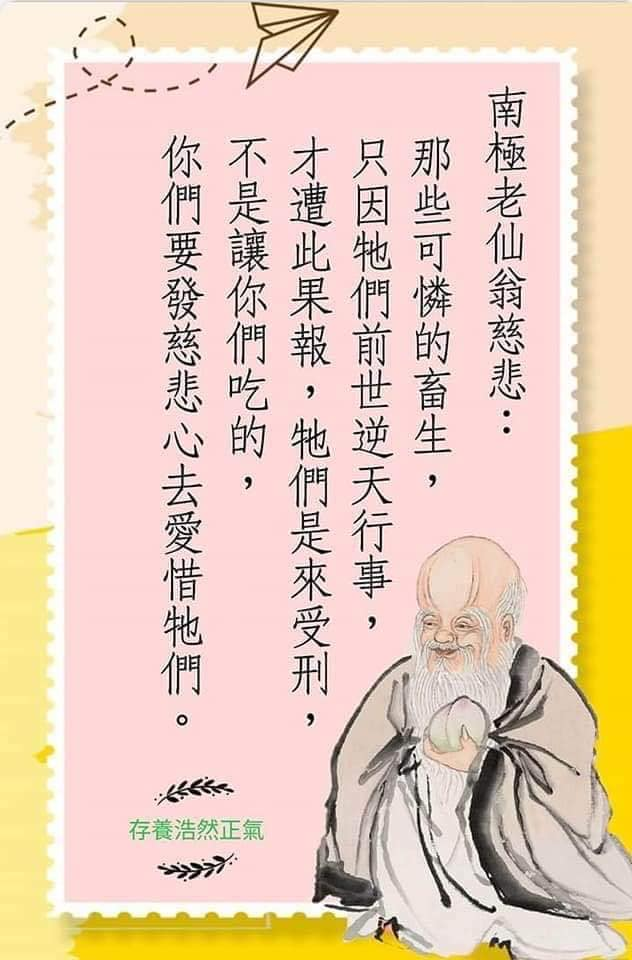 南極老仙翁慈悲：
那些可憐的畜生，
只因牠們前世逆天行事，
才遭此果報，牠們是來受刑，
不是讓你們吃的，
你們要發慈悲心去愛惜牠們。
存養浩然正氣